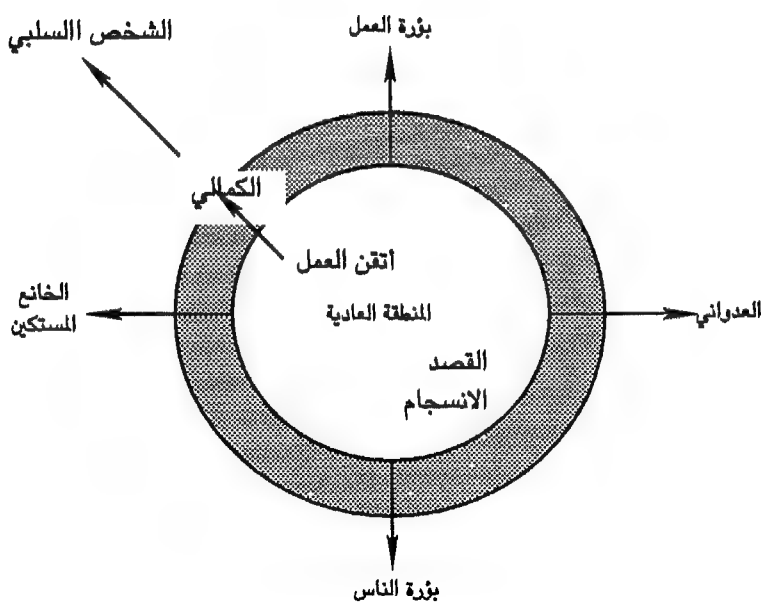 بؤرة العمل
الشخص االسلبي
الكمالي
أتقن العمل
الخانع
المستكين
المنطقة العادية
العدواني
القصد
الانسجام
بؤرة الناس